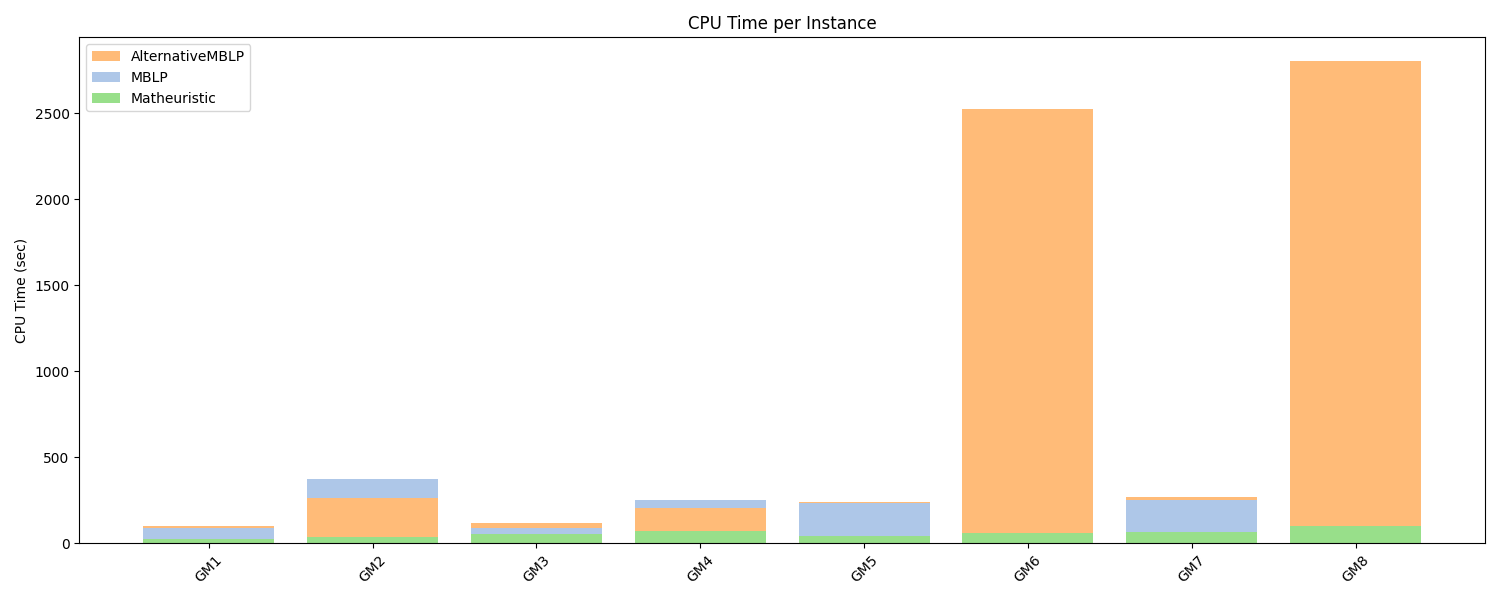 CPU Time per Instance
AlternativeMBLP
MBLP
Matheuristic
CPU Time (sec)
2500
2000
1500
1000
500
0
GM1
GM2
GM3
GM4
GM5
GM6
GM7
GM8